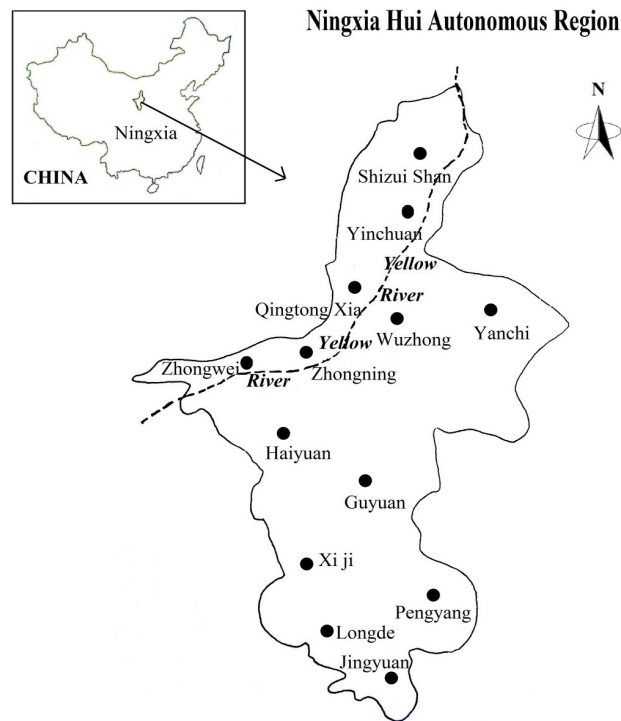 Ningxia Hui Autonomous Region
N
Ningxia
CHINA
Shizui Shan
Yinchuan
Yellow
River
Qingtong Xia
Wuzhong
Yanchi
Yellow
River
Zhongwei
Zhongning
Haiyuan
Guyuan
Xi ji
Pengyang
Longde
Jingyuan